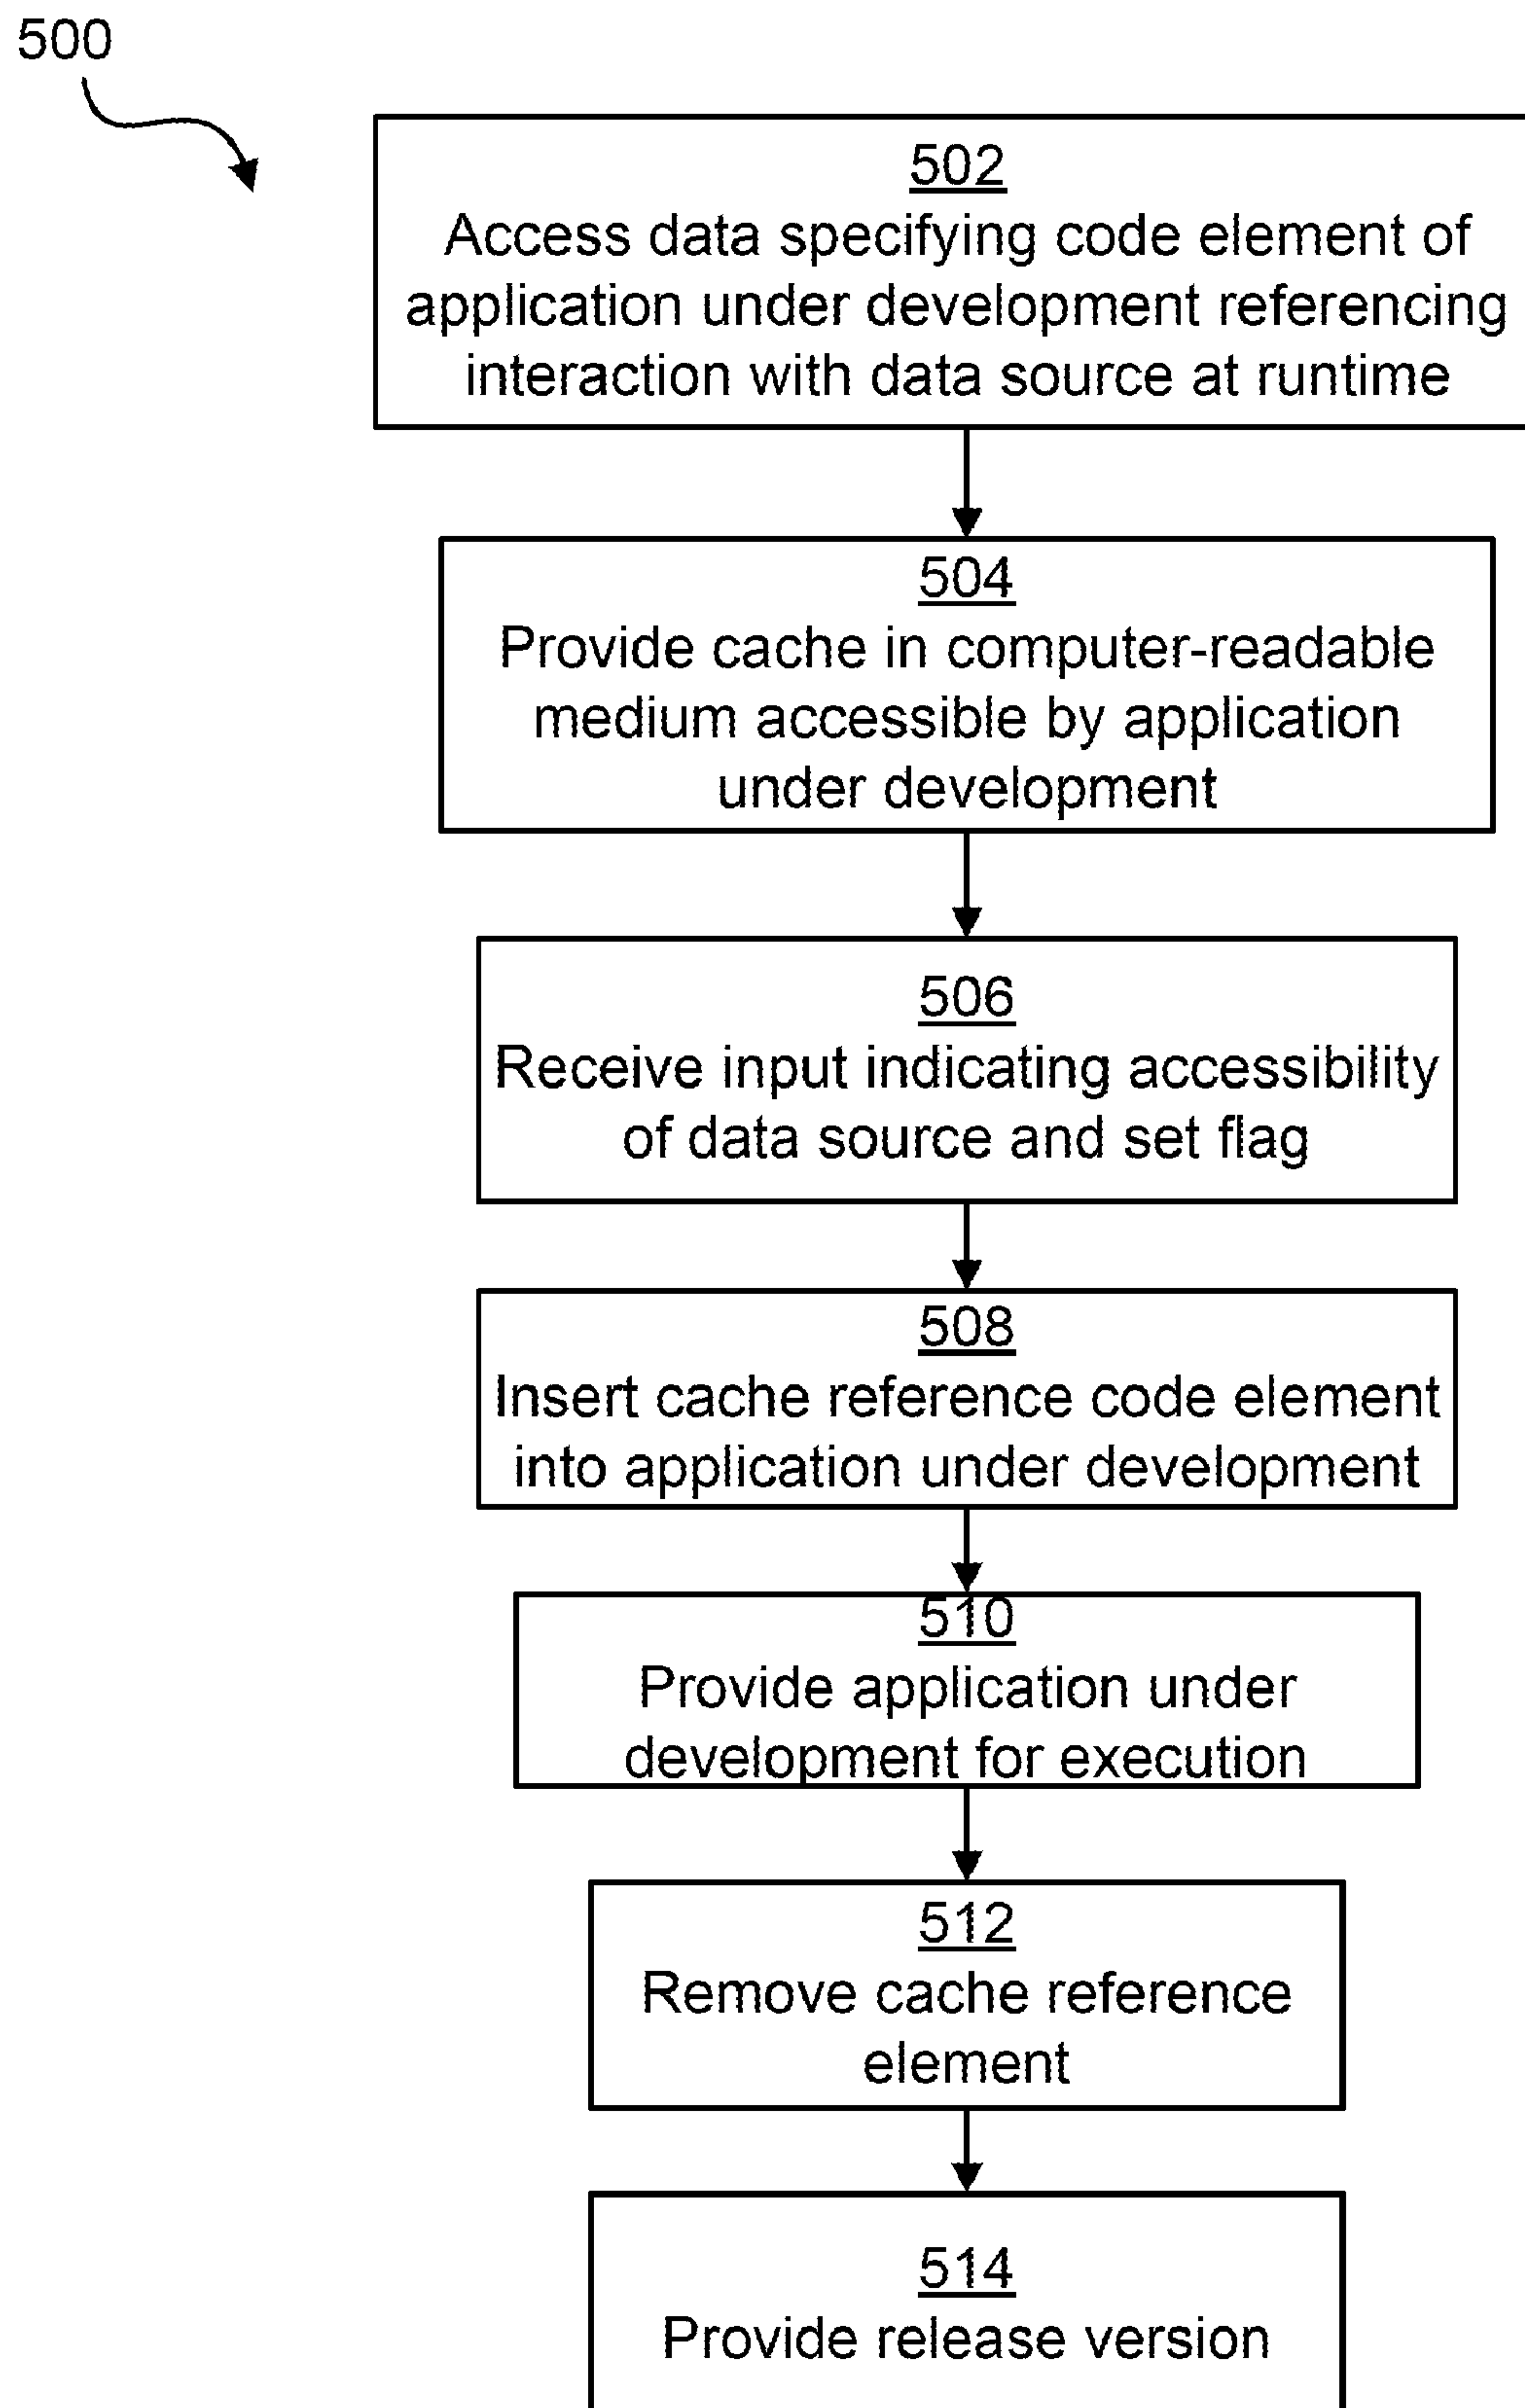 500
502
Access data specifying code element of
application under development referencing
interaction with data source at runtime
504
Provide cache in computer-readable
medium accessible by application
under development
506
Receive input indicating accessibility
of data source and set flag
508
Insert cache reference code element
into application under development
510
Provide application under
development for execution
512
Remove cache reference
element
514
Provide release version